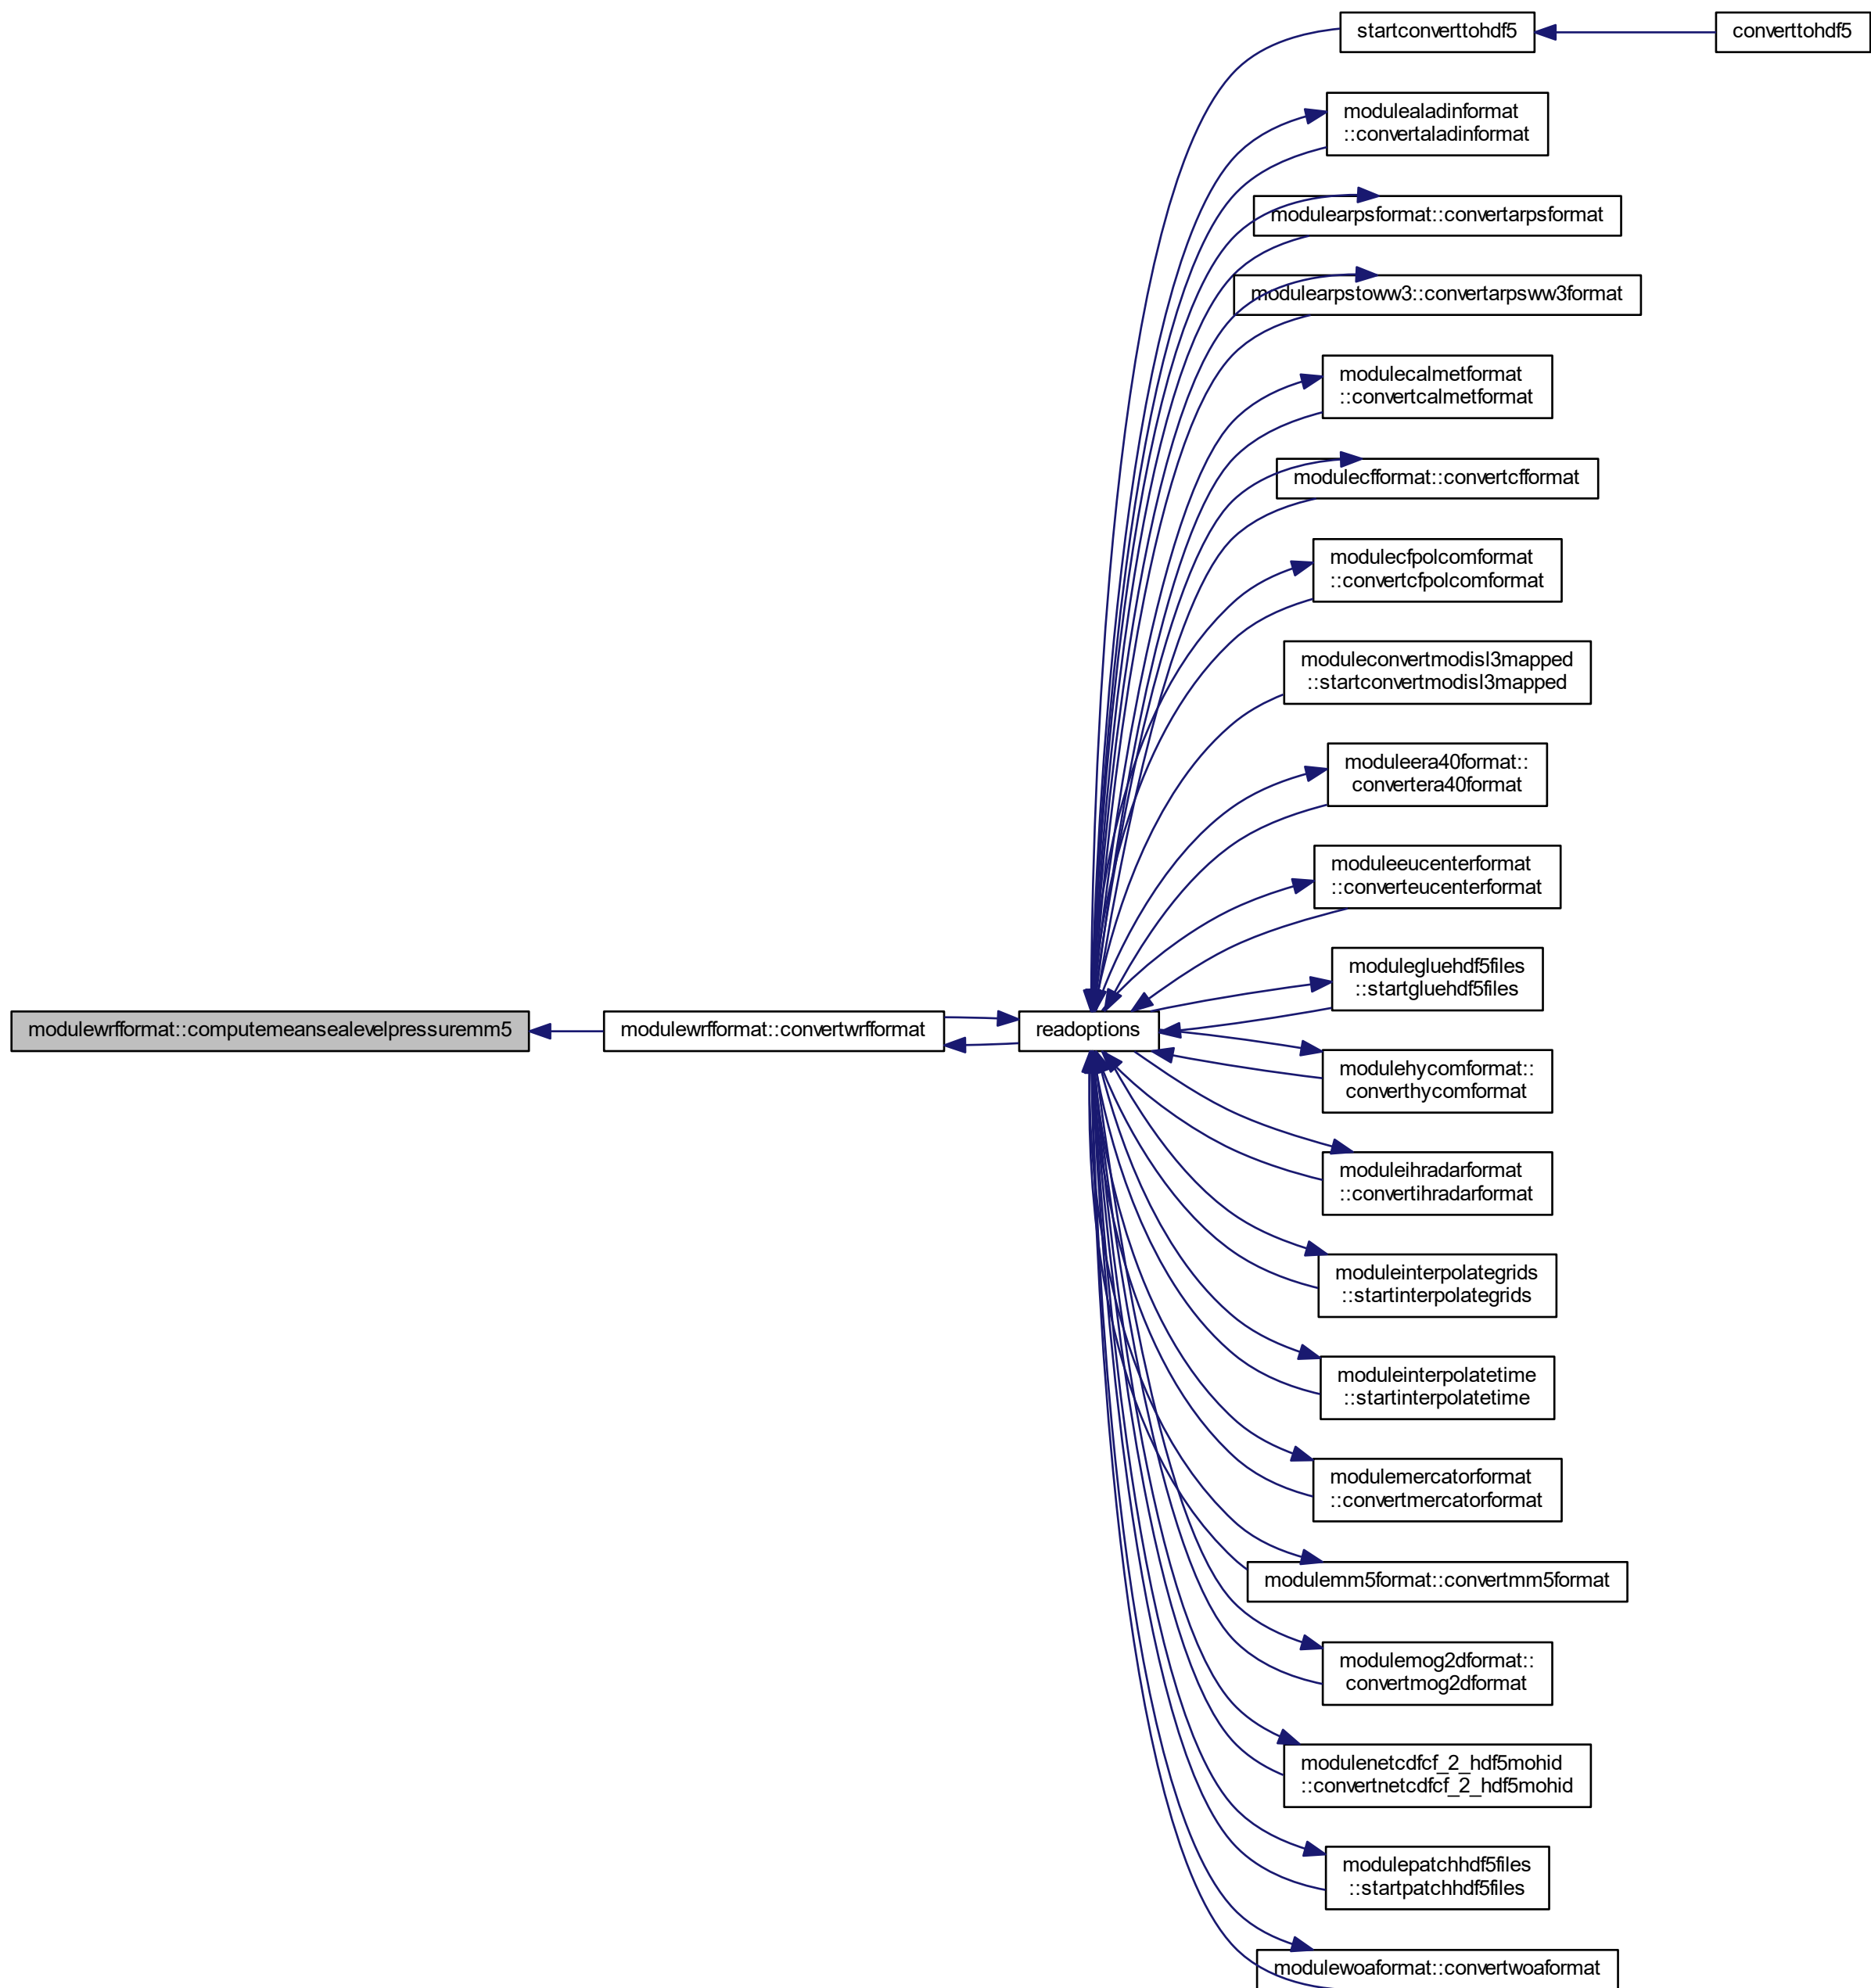 startconverttohdf5
converttohdf5
modulealadinformat
::convertaladinformat
modulearpsformat::convertarpsformat
modulearpstoww3::convertarpsww3format
modulecalmetformat
::convertcalmetformat
modulecfformat::convertcfformat
modulecfpolcomformat
::convertcfpolcomformat
moduleconvertmodisl3mapped
::startconvertmodisl3mapped
moduleera40format::
convertera40format
moduleeucenterformat
::converteucenterformat
modulegluehdf5files
::startgluehdf5files
modulewrfformat::computemeansealevelpressuremm5
modulewrfformat::convertwrfformat
readoptions
modulehycomformat::
converthycomformat
moduleihradarformat
::convertihradarformat
moduleinterpolategrids
::startinterpolategrids
moduleinterpolatetime
::startinterpolatetime
modulemercatorformat
::convertmercatorformat
modulemm5format::convertmm5format
modulemog2dformat::
convertmog2dformat
modulenetcdfcf_2_hdf5mohid
::convertnetcdfcf_2_hdf5mohid
modulepatchhdf5files
::startpatchhdf5files
modulewoaformat::convertwoaformat